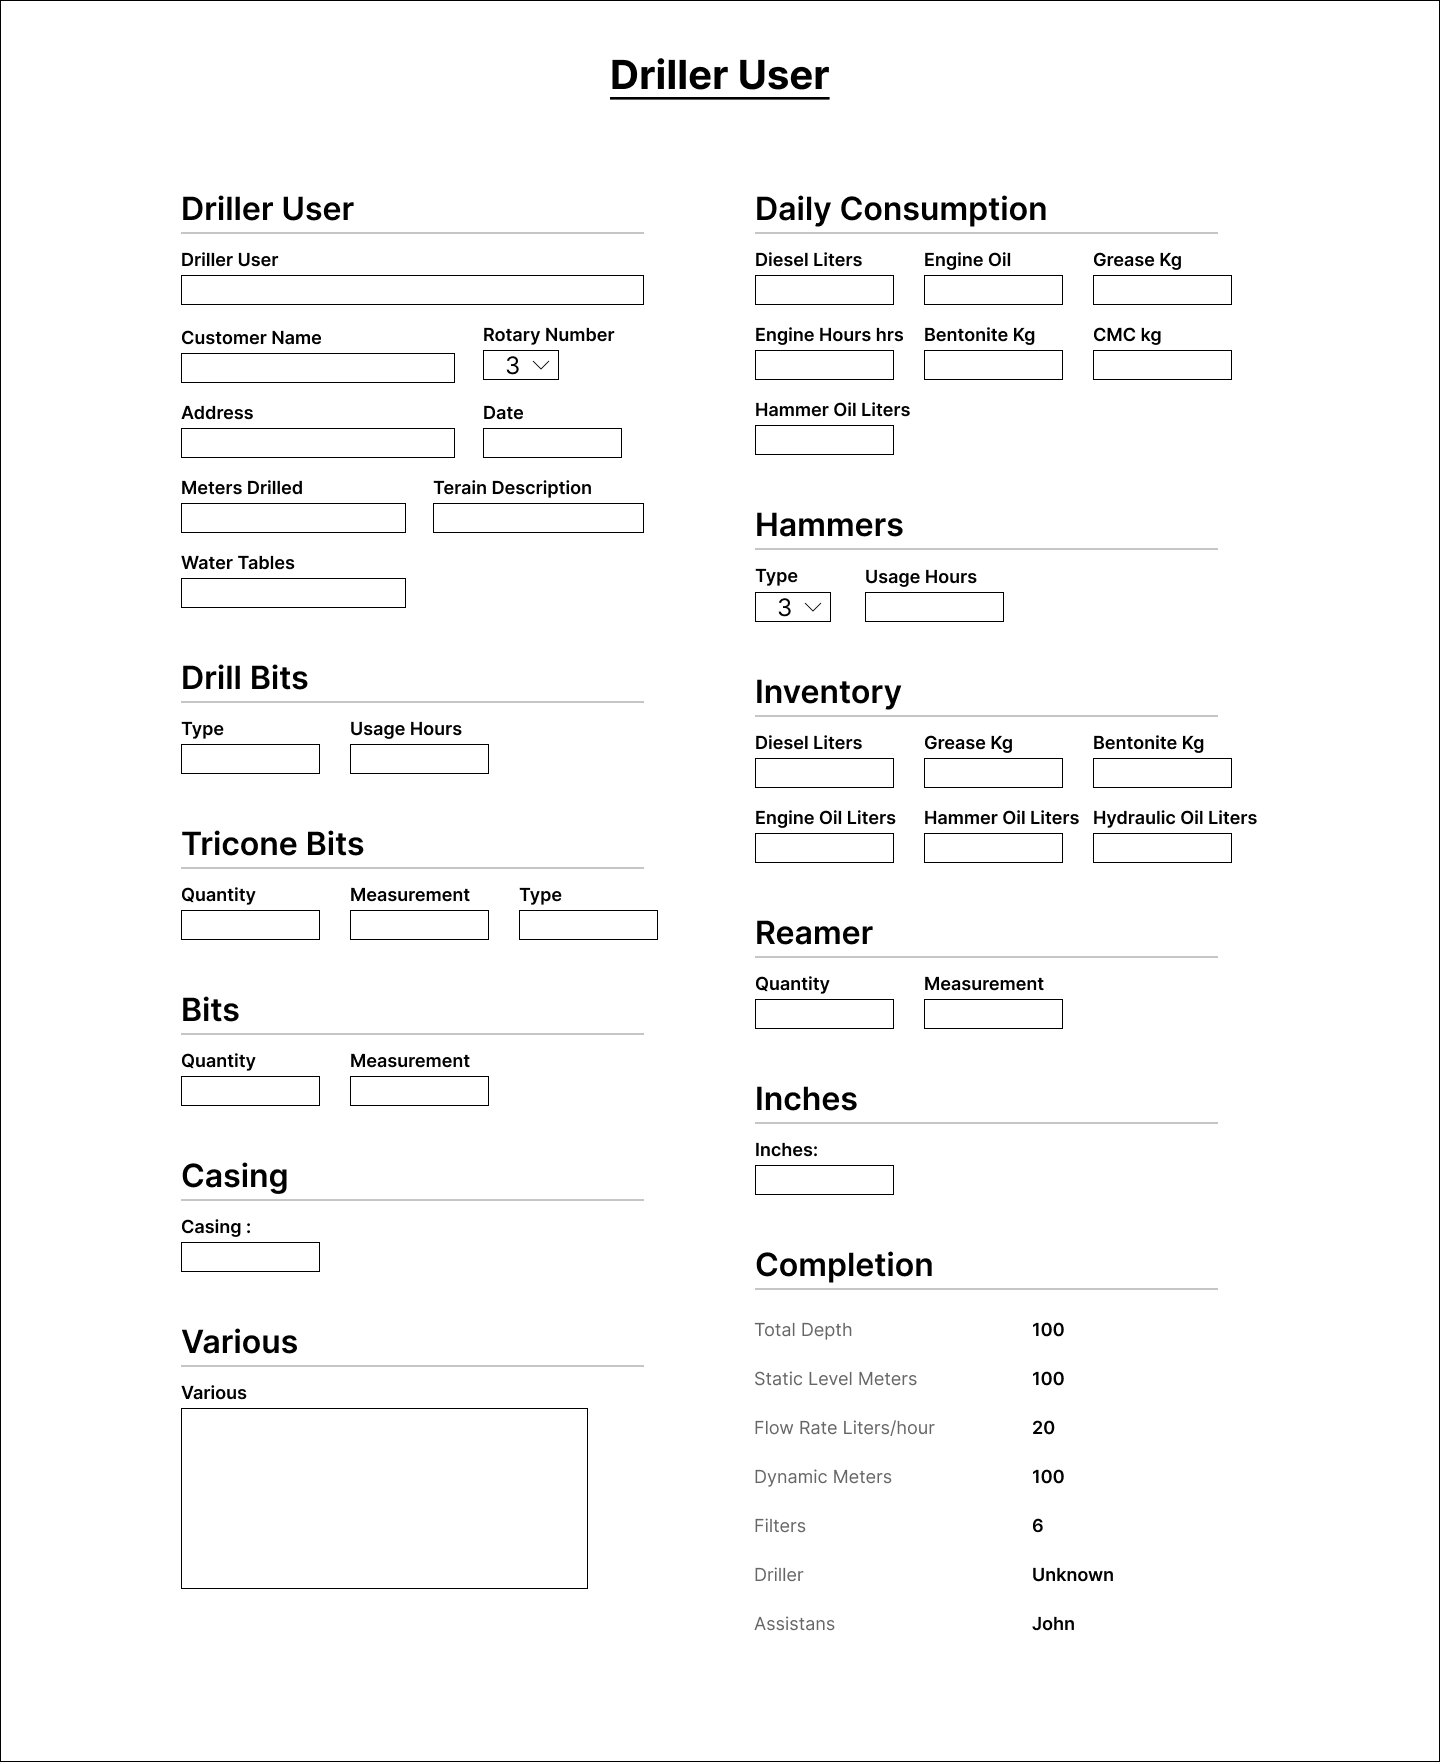 Driller User
Driller User
Driller User
Customer Name
Rotary Number
3
Address
Date
Meters Drilled
Terain Description
Water Tables
Drill Bits
Type
Usage Hours
Tricone Bits
Quantity
Measurement
Type
Bits
Quantity
Measurement
Casing
Casing :
Various
Various
Daily Consumption
Diesel Liters
Engine Oil
Grease Kg
Engine Hours hrs
Bentonite Kg
CMC kg
Hammer Oil Liters
Hammers
Type
Usage Hours
3
Inventory
Diesel Liters
Grease Kg
Bentonite Kg
Engine Oil Liters
Hammer Oil Liters
Hydraulic Oil Liters
Reamer
Quantity
Measurement
Inches
Inches:
Completion
Total Depth 100
Static Level Meters 100
Flow Rate Liters/hour 20
Dynamic Meters 100
Filters 6
Driller Unknown
Assistans John